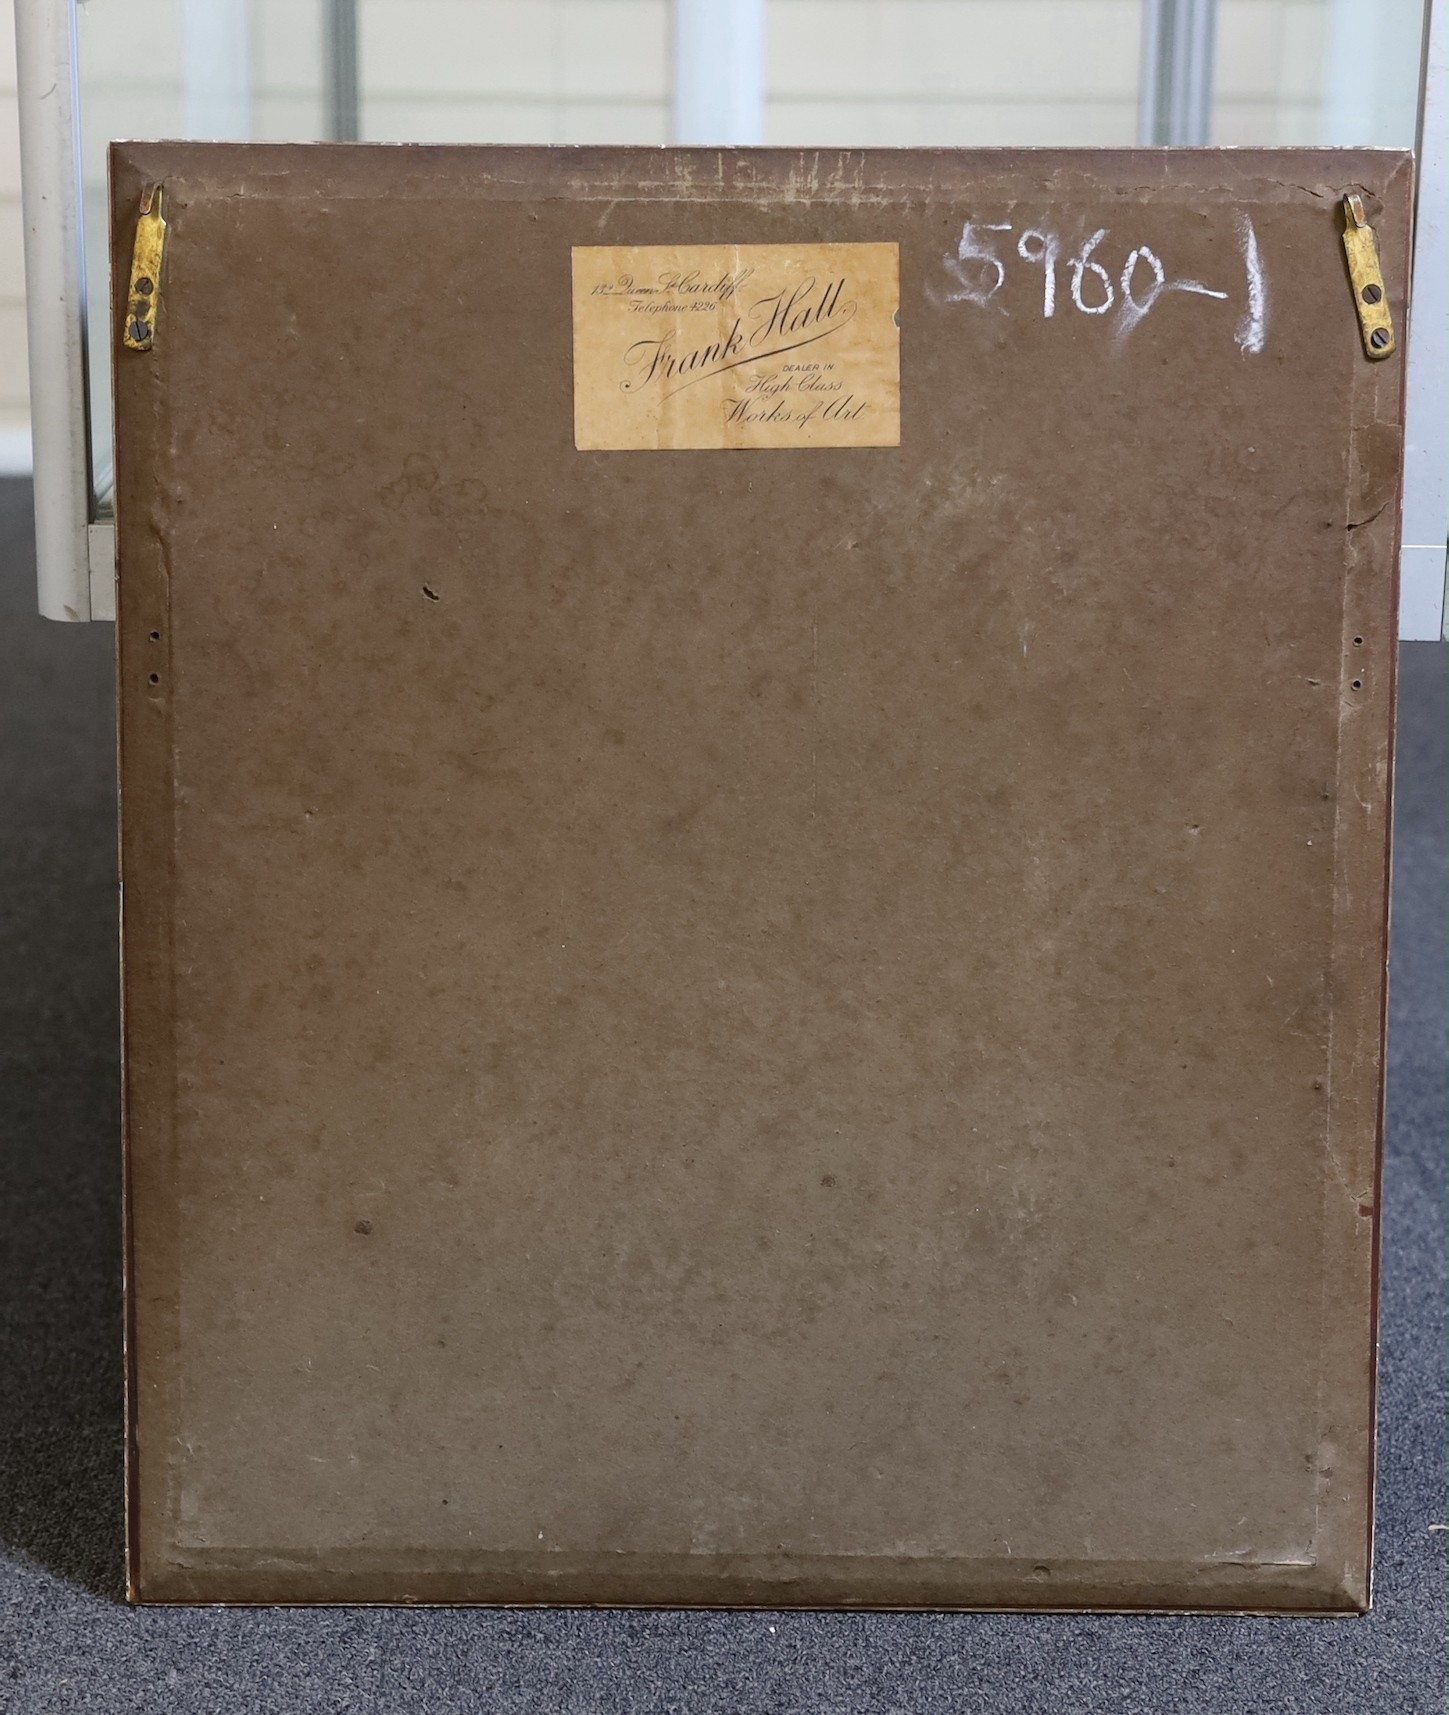 132 Queen St Cardiff
Telephone 4226
Frank Hall
DEALER IN
High Class
Works of Art.
5960-1